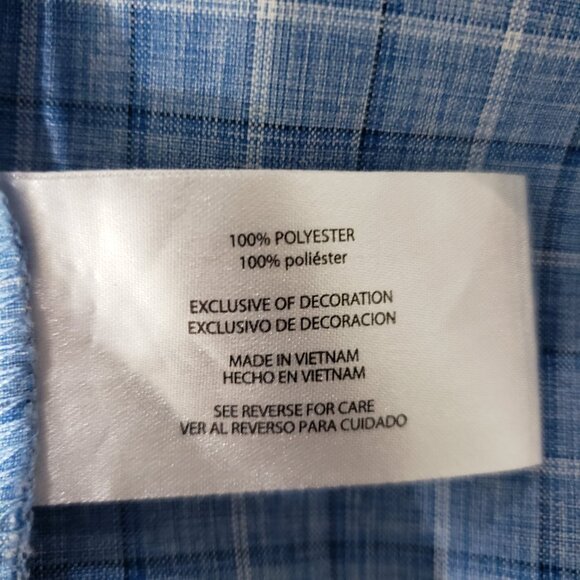 100% POLYESTER
100% poliéster
EXCLUSIVE OF DECORATION
EXCLUSIVO DE DECORACION
MADE IN VIETNAM
HECHO EN VIETNAM
SEE REVERSE FOR CARE
VER AL REVERSO PARA CUIDADO